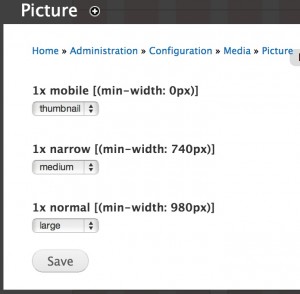 Picture
Home » Administration » Configuration » Media » Picture
1x mobile [(min-width: 0px)]
thumbnail
1x narrow [(min-width: 740px)]
medium
1x normal [(min-width: 980px)]
large
Save